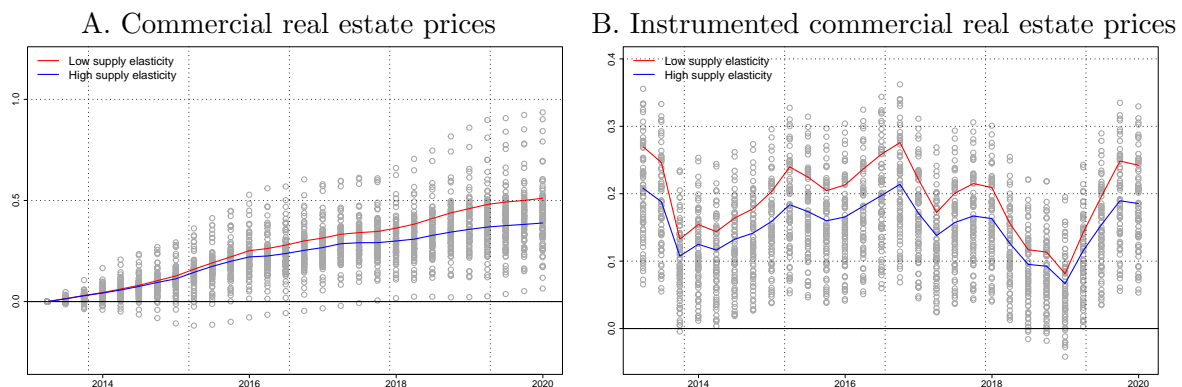 A. Commercial real estate prices
Low supply elasticity
High supply elasticity
1.0
0.5
0.0
2014
2016
2018
2020
B. Instrumented commercial real estate prices
Low supply elasticity
High supply elasticity
0.4
0.3
0.2
0.1
0.0
2014
2016
2018
2020